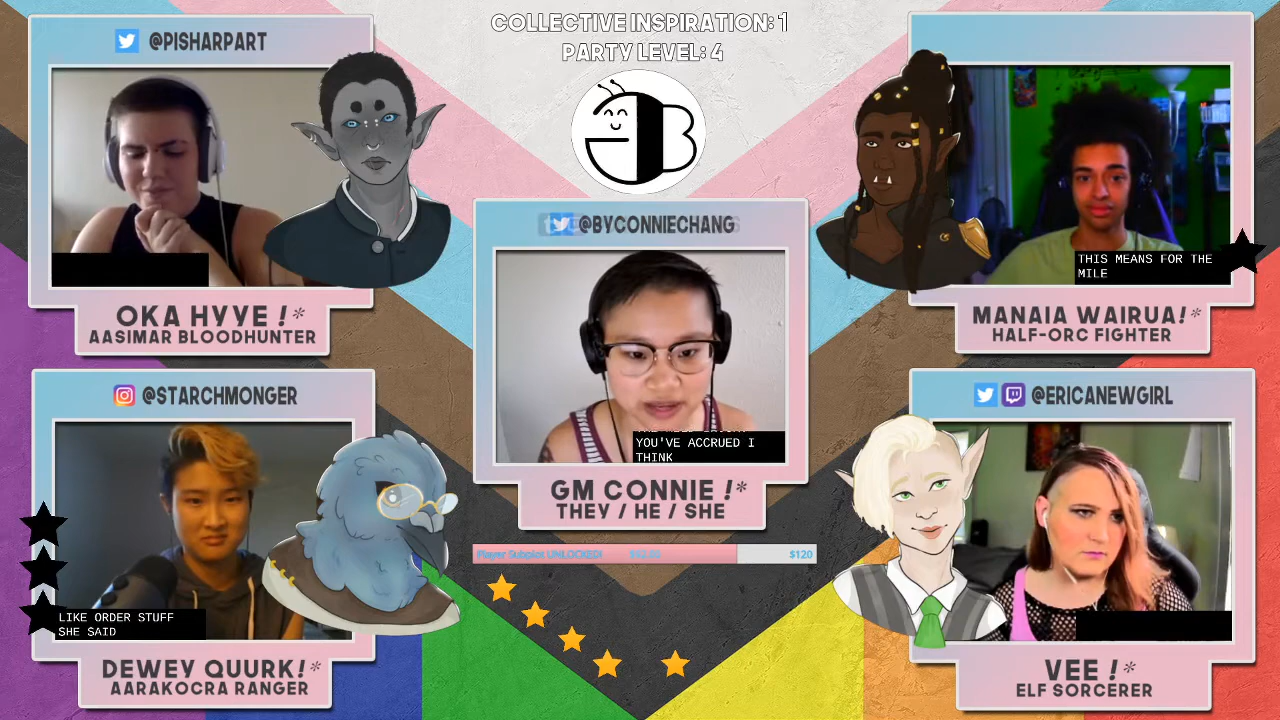 COLLECTIVE INSPIRATION: 1
PARTY LEVEL: 4
@PISHARPART
OKA HYYE !*
AASIMAR BLOODHUNTER
THIS MEANS FOR THE
MILE
MANAIA WAIRUA!*
HALF-ORC FIGHTER
@BYCONNIECHANG
YOU'VE ACCRUED I
THINK
GM CONNIE !*
THEY / HE / SHE
Player Subplot UNLOCKED!
$120
@STARCHMONGER
LIKE ORDER STUFF
SHE SAID
DEWEY QUURK!*
AARAKOCRA RANGER
@ERICANEWGIRL
VEE !*
ELF SORCERER